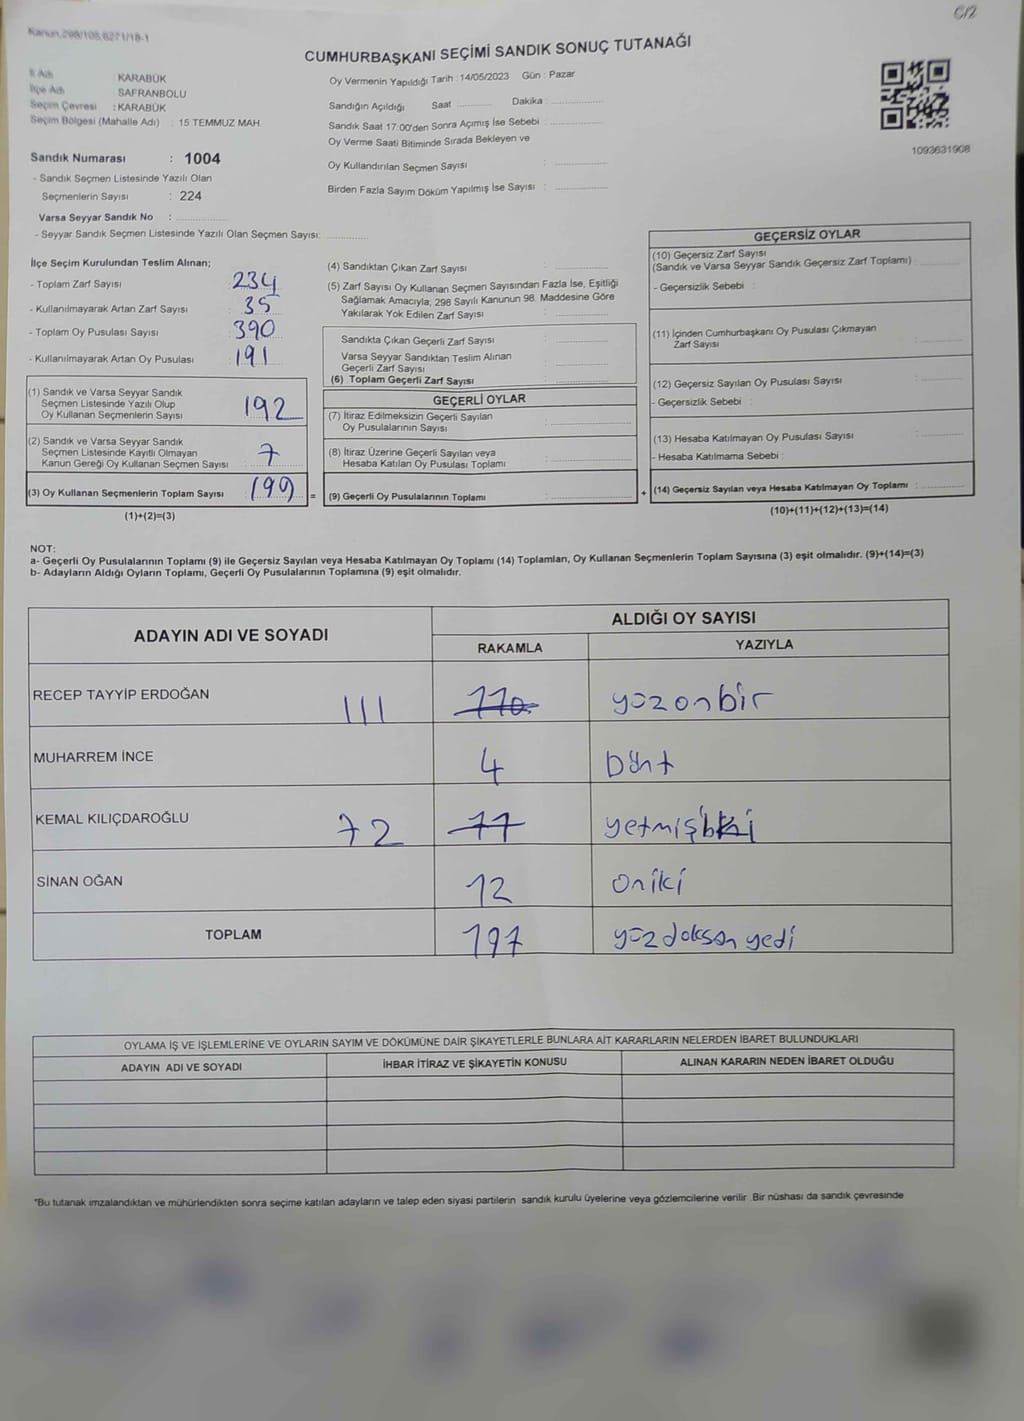 C/2
Kanun.298/105,6271/18-1
CUMHURBAŞKANI SEÇİMİ SANDIK SONUÇ TUTANAĞI
İl Adı : KARABÜK
İlçe Adı : SAFRANBOLU
Seçim Çevresi : KARABÜK
Seçim Bölgesi (Mahalle Adı) : 15 TEMMUZ MAH.
Oy Vermenin Yapıldığı Tarih : 14/05/2023 Gün : Pazar
Sandığın Açıldığı Saat Dakika :
Sandık Saat 17:00'den Sonra Açımış İse Sebebi :
Oy Verme Saati Bitiminde Sırada Bekleyen ve
Oy Kullandırılan Seçmen Sayısı :
Birden Fazla Sayım Döküm Yapılmış İse Sayısı :
1093631908
Sandık Numarası : 1004
- Sandık Seçmen Listesinde Yazılı Olan
Seçmenlerin Sayısı : 224
Varsa Seyyar Sandık No :
- Seyyar Sandık Seçmen Listesinde Yazılı Olan Seçmen Sayısı:
İlçe Seçim Kurulundan Teslim Alınan;
- Toplam Zarf Sayısı 234
- Kullanılmayarak Artan Zarf Sayısı : 35
- Toplam Oy Pusulası Sayısı : 390
- Kullanılmayarak Artan Oy Pusulası : 191
(1) Sandık ve Varsa Seyyar Sandık
Seçmen Listesinde Yazılı Olup
Oy Kullanan Seçmenlerin Sayısı 192
(2) Sandık ve Varsa Seyyar Sandık
Seçmen Listesinde Kayıtlı Olmayan
Kanun Gereği Oy Kullanan Seçmen Sayısı 7
(3) Oy Kullanan Seçmenlerin Toplam Sayısı 199
(1)+(2)=(3)
(4) Sandıktan Çıkan Zarf Sayısı :
(5) Zarf Sayısı Oy Kullanan Seçmen Sayısından Fazla İse, Eşitliği
Sağlamak Amacıyla; 298 Sayılı Kanunun 98. Maddesine Göre
Yakılarak Yok Edilen Zarf Sayısı :
Sandıkta Çıkan Geçerli Zarf Sayısı :
Varsa Seyyar Sandıktan Teslim Alınan
Geçerli Zarf Sayısı :
(6) Toplam Geçerli Zarf Sayısı :
GEÇERLİ OYLAR
(7) İtiraz Edilmeksizin Geçerli Sayılan
Oy Pusulalarının Sayısı :
(8) İtiraz Üzerine Geçerli Sayılan veya
Hesaba Katılan Oy Pusulası Toplamı :
= (9) Geçerli Oy Pusulalarının Toplamı :
GEÇERSİZ OYLAR
(10) Geçersiz Zarf Sayısı
(Sandık ve Varsa Seyyar Sandık Geçersiz Zarf Toplamı) :
- Geçersizlik Sebebi :
(11) İçinden Cumhurbaşkanı Oy Pusulası Çıkmayan
Zarf Sayısı :
(12) Geçersiz Sayılan Oy Pusulası Sayısı :
- Geçersizlik Sebebi :
(13) Hesaba Katılmayan Oy Pusulası Sayısı :
- Hesaba Katılmama Sebebi :
+ (14) Geçersiz Sayılan veya Hesaba Katılmayan Oy Toplamı :
(10)+(11)+(12)+(13)=(14)
NOT:
a- Geçerli Oy Pusulalarının Toplamı (9) ile Geçersiz Sayılan veya Hesaba Katılmayan Oy Toplamı (14) Toplamları, Oy Kullanan Seçmenlerin Toplam Sayısına (3) eşit olmalıdır. (9)+(14)=(3)
b- Adayların Aldığı Oyların Toplamı, Geçerli Oy Pusulalarının Toplamına (9) eşit olmalıdır.
ADAYIN ADI VE SOYADI ALDIĞI OY SAYISI
RAKAMLA YAZIYLA
RECEP TAYYİP ERDOĞAN 111 110 yüzonbir
MUHARREM İNCE 4 Dört
KEMAL KILIÇDAROĞLU 72 77
SİNAN OĞAN 12 Oniki
TOPLAM 197 yüzdoksan yedi
OYLAMA İŞ VE İŞLEMLERİNE VE OYLARIN SAYIM VE DÖKÜMÜNE DAİR ŞİKAYETLERLE BUNLARA AİT KARARLARIN NELERDEN İBARET BULUNDUKLARI
ADAYIN ADI VE SOYADI İHBAR İTİRAZ VE ŞİKAYETİN KONUSU ALINAN KARARIN NEDEN İBARET OLDUĞU
"Bu tutanak imzalandıktan ve mühürlendikten sonra seçime katılan adayların ve talep eden siyasi partilerin sandık kurulu üyelerine veya gözlemcilerine verilir .Bir nüshası da sandık çevresinde